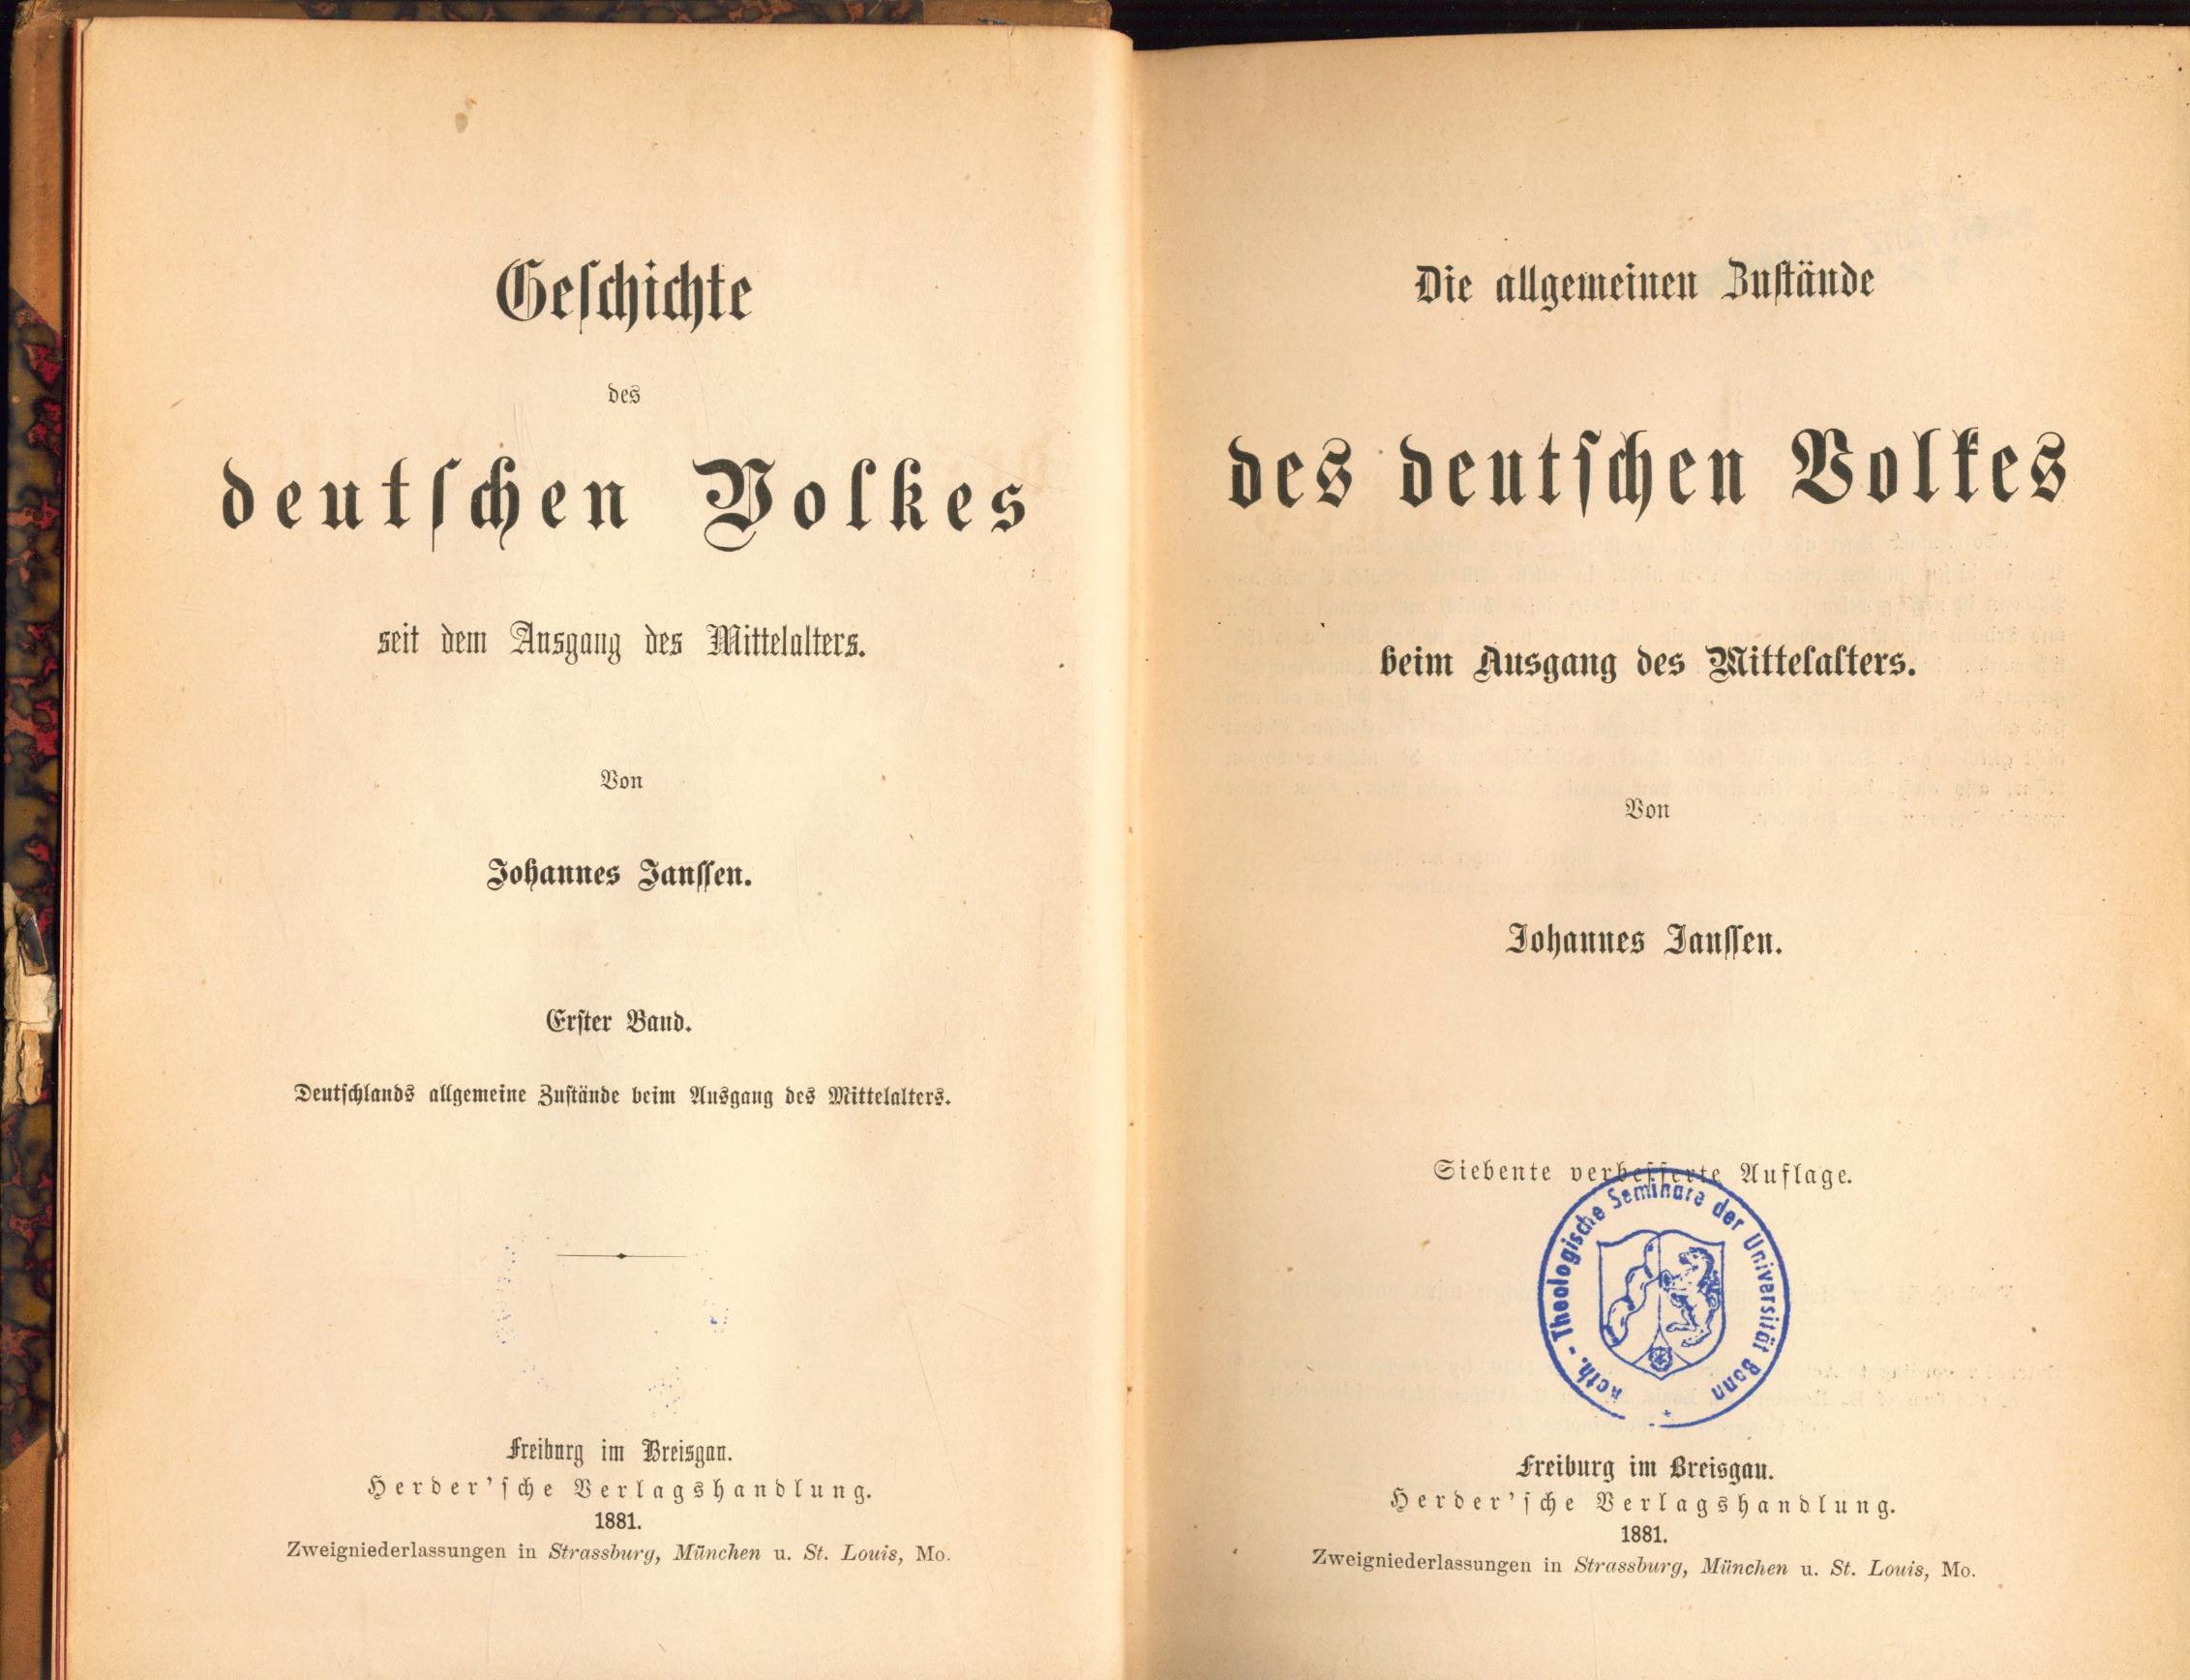 Geschichte
des
deutschen Volkes
seit dem Ausgang des Mittelalters.
Von
Johannes Janssen.
Erster Band.
Deutschlands allgemeine Zustände beim Ausgang des Mittelalters.
Freiburg im Breisgau.
Herder'sche Verlagshandlung.
1881.
Zweigniederlassungen in Strassburg, München u. St. Louis, Mo.
Die allgemeinen Zustände
des deutschen Volkes
beim Ausgang des Mittelalters.
Von
Johannes Janssen.
Siebente verbesserte Auflage.
Kath. - Theologische Seminare der Universität Bonn
Freiburg im Breisgau.
Herder'sche Verlagshandlung.
1881.
Zweigniederlassungen in Strassburg, München u. St. Louis, Mo.